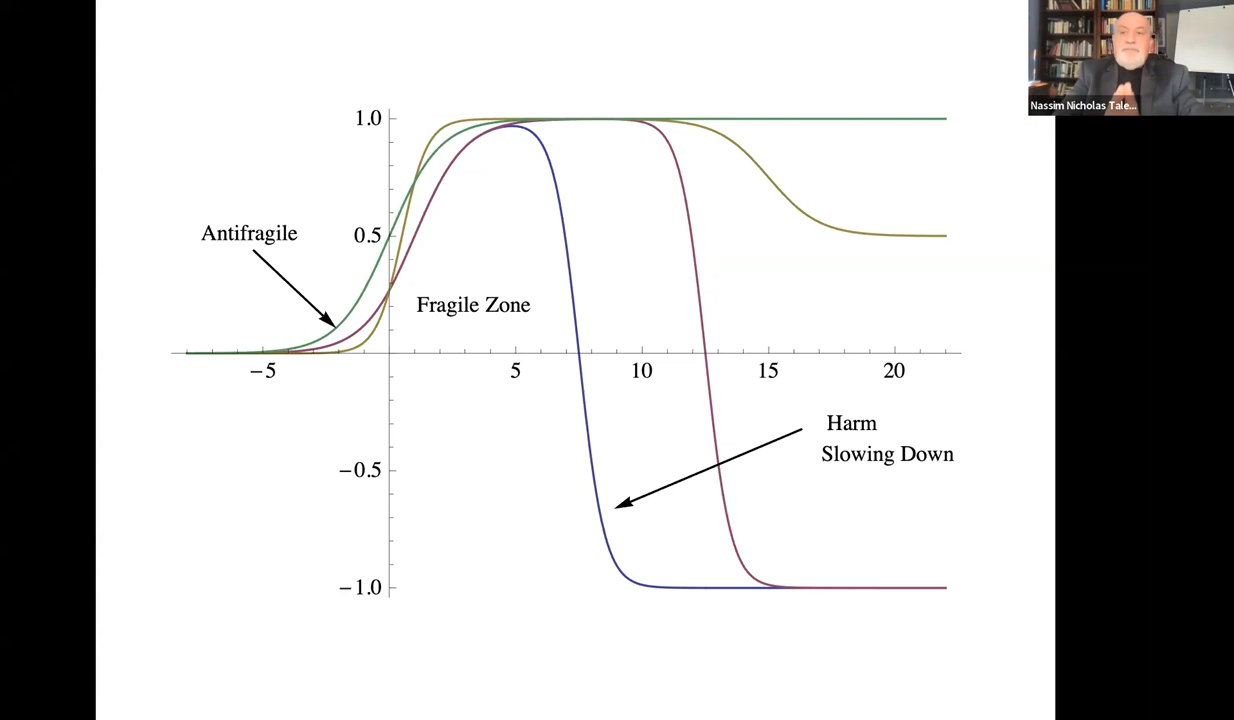 Nassim Nicholas Tale...
1.0
Antifragile
0.5
Fragile Zone
−5
5
10
15
20
Harm
Slowing Down
−0.5
−1.0